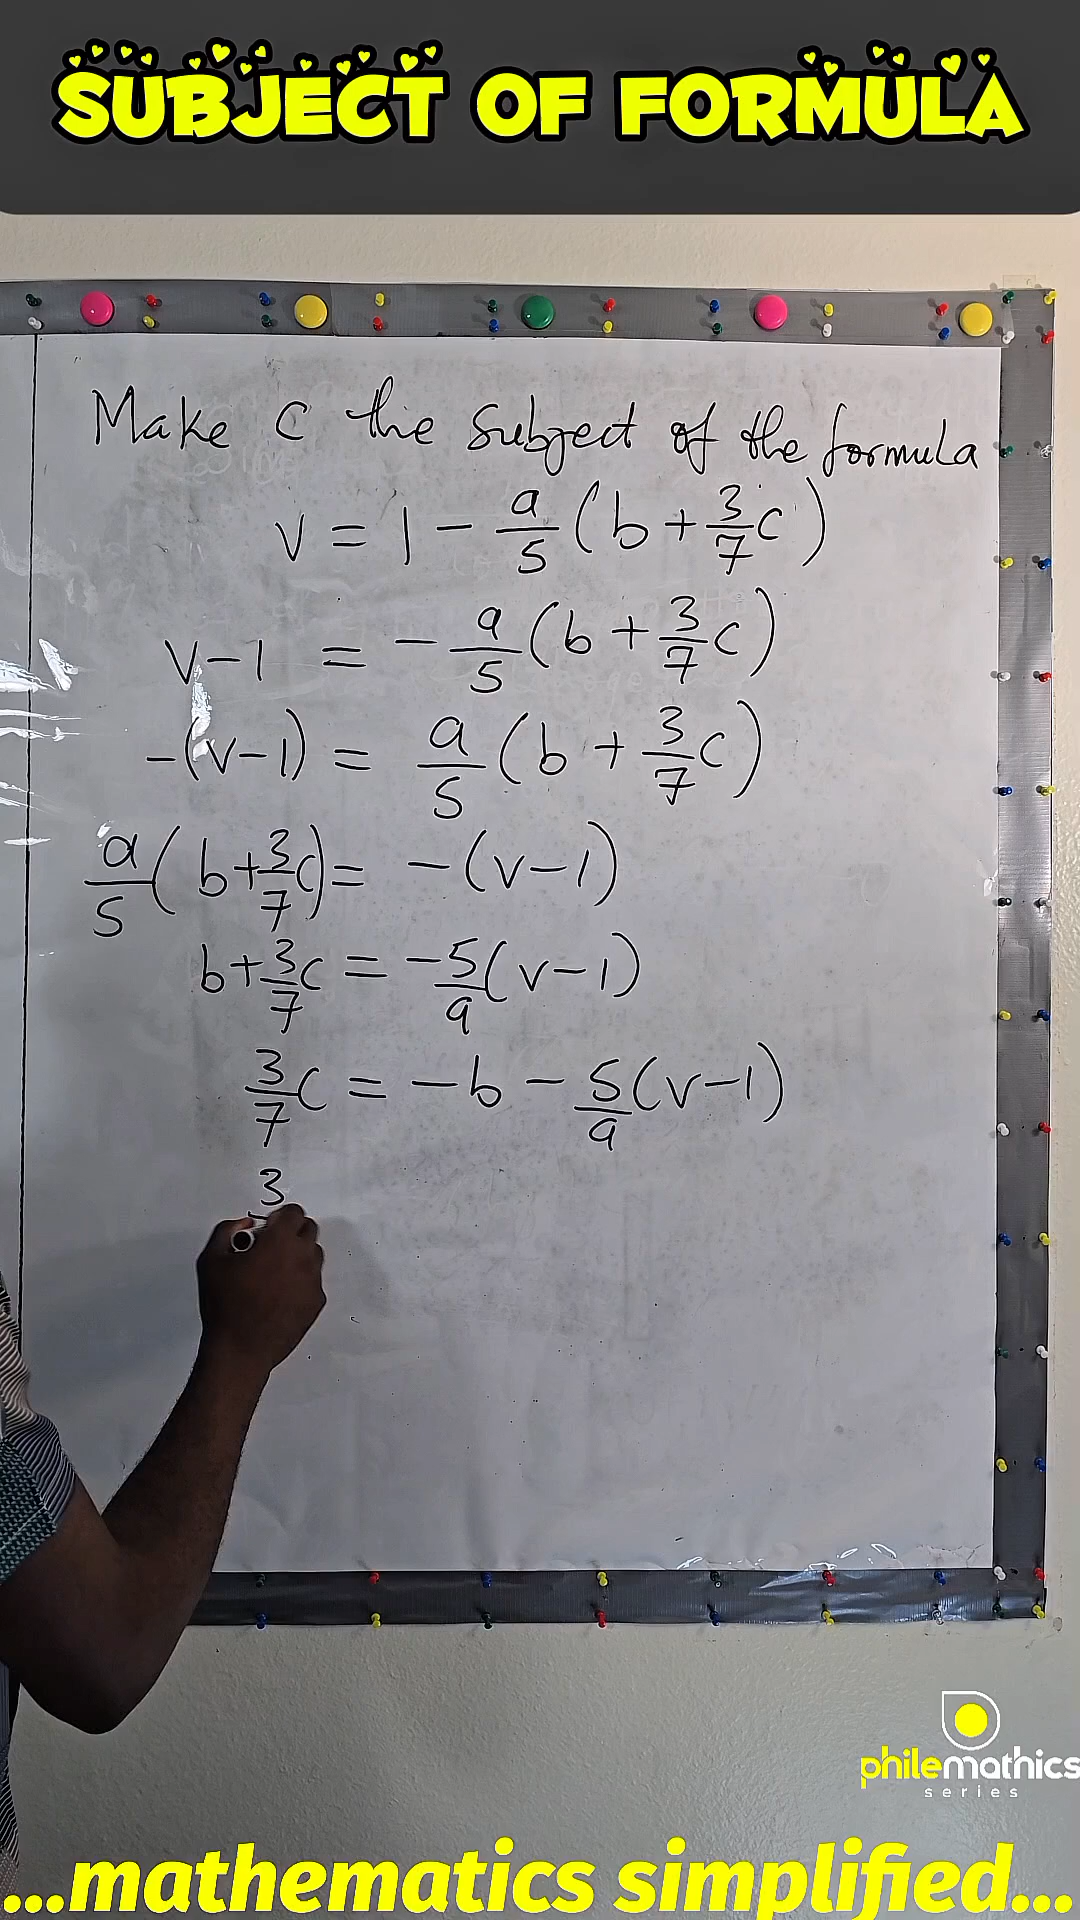 SUBJECT OF FORMULA
Make C the Subject of the formula
v = 1 - a/5 (b + 3/7 c)
v - 1 = - a/5 (b + 3/7 c)
-(v - 1) = a/5 (b + 3/7 c)
a/5 (b + 3/7 c) = -(v - 1)
b + 3/7 c = -5/a (v - 1)
3/7 c = -b - 5/a (v - 1)
3
philemathics
series
...mathematics simplified...